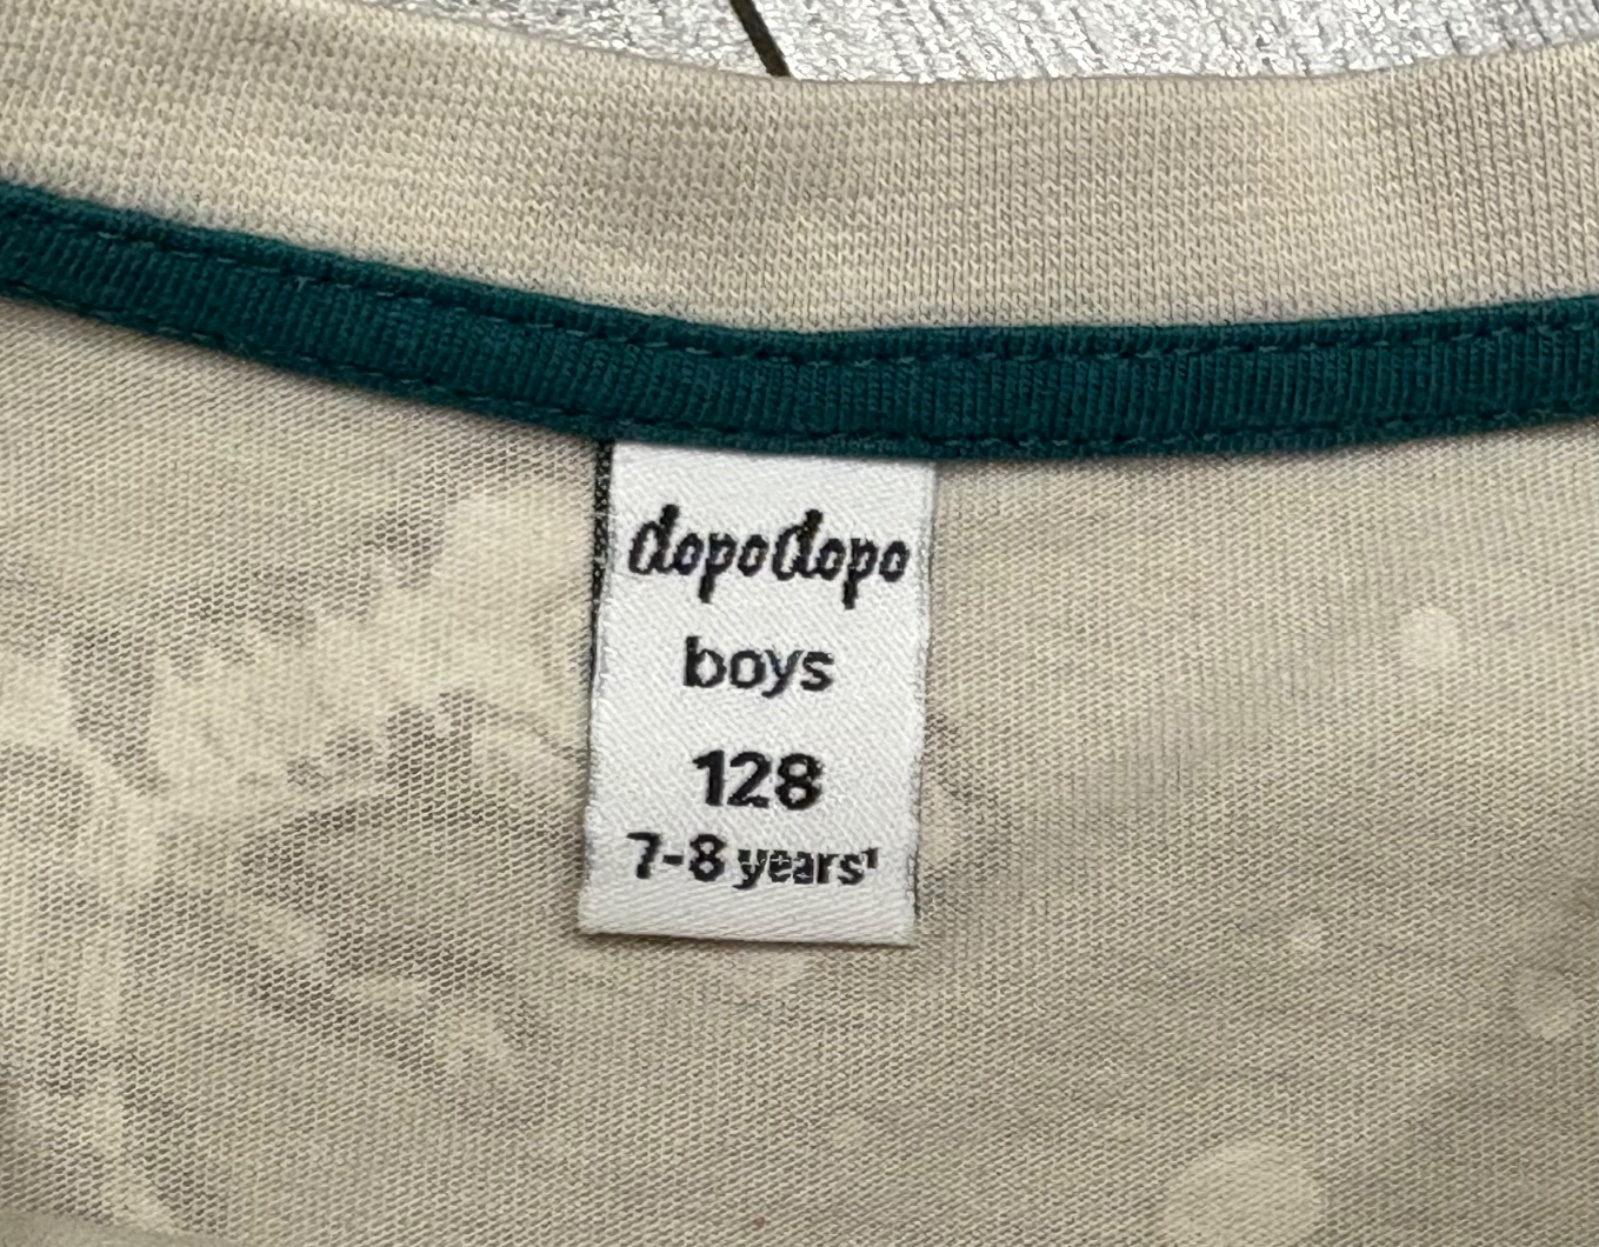 dopodopo
boys
128
7-8 years¹